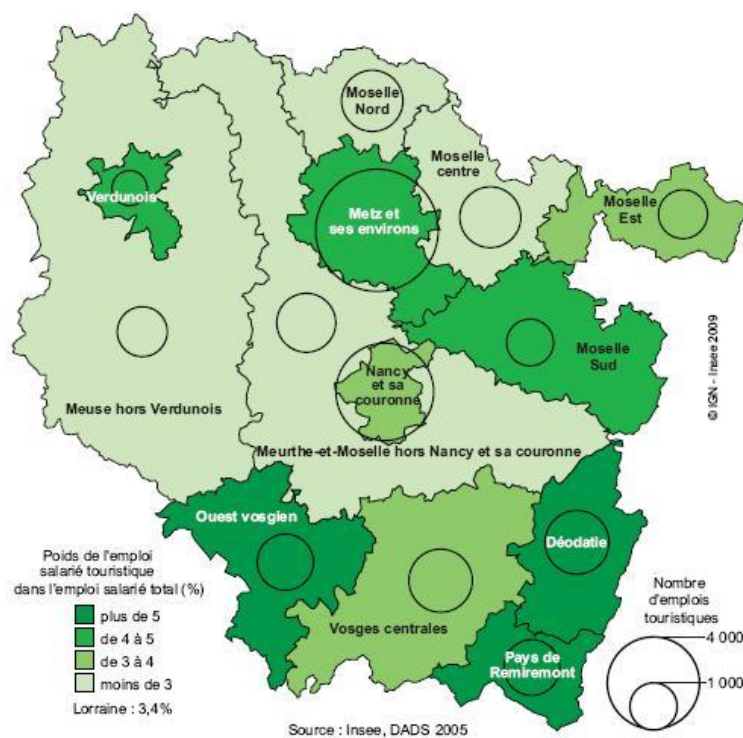 Moselle
Nord
Moselle
centre
Verdunois
Metz et
ses environs
Moselle
Est
Moselle
Sud
© IGN - Insee 2009
Nancy
et sa
couronne
Meuse hors Verdunois
Meurthe-et-Moselle hors Nancy et sa couronne
Ouest vosgien
Déodatie
Vosges centrales
Pays de
Remiremont
Poids de l'emploi
salarié touristique
dans l'emploi salarié total (%)
plus de 5
de 4 à 5
de 3 à 4
moins de 3
Lorraine : 3,4%
Nombre
d'emplois
touristiques
4 000
1 000
Source : Insee, DADS 2005